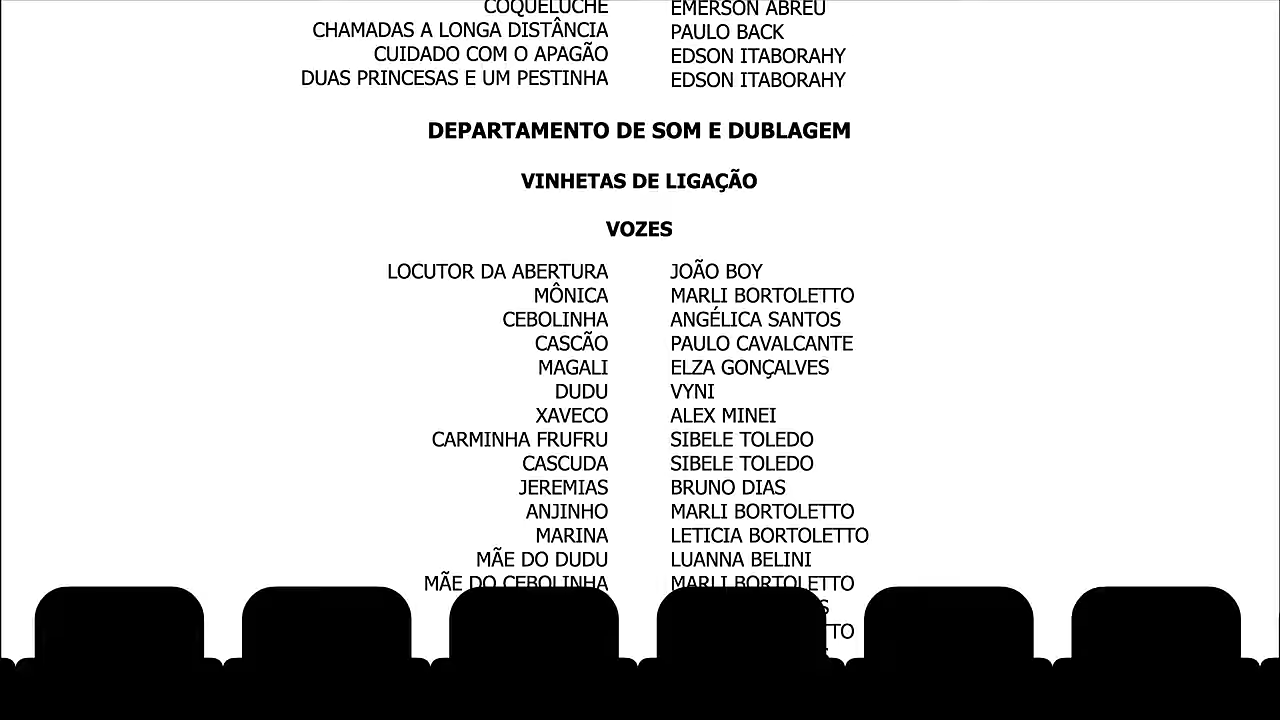 COQUELUCHE EMERSON ABREU
CHAMADAS A LONGA DISTÂNCIA PAULO BACK
CUIDADO COM O APAGÃO EDSON ITABORAHY
DUAS PRINCESAS E UM PESTINHA EDSON ITABORAHY
DEPARTAMENTO DE SOM E DUBLAGEM
VINHETAS DE LIGAÇÃO
VOZES
LOCUTOR DA ABERTURA JOÃO BOY
MÔNICA MARLI BORTOLETTO
CEBOLINHA ANGÉLICA SANTOS
CASCÃO PAULO CAVALCANTE
MAGALI ELZA GONÇALVES
DUDU VYNI
XAVECO ALEX MINEI
CARMINHA FRUFRU SIBELE TOLEDO
CASCUDA SIBELE TOLEDO
JEREMIAS BRUNO DIAS
ANJINHO MARLI BORTOLETTO
MARINA LETICIA BORTOLETTO
MÃE DO DUDU LUANNA BELINI
MÃE DO CEBOLINHA MARLI BORTOLETTO